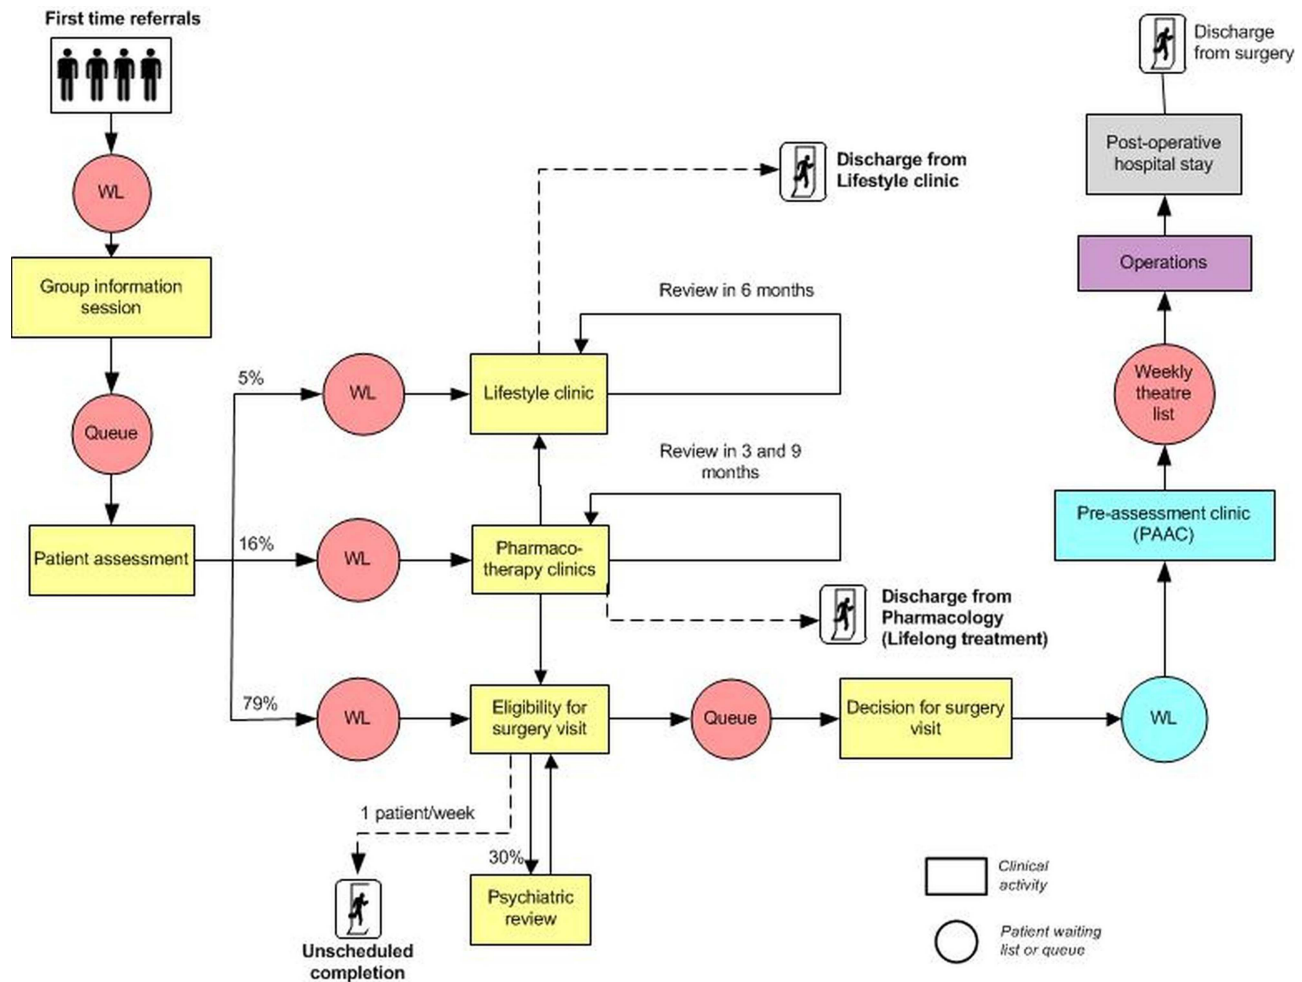 First time referrals
WL
Group information
session
Queue
Patient assessment
5%
16%
79%
WL
WL
WL
Discharge from
Lifestyle clinic
Review in 6 months
Lifestyle clinic
Review in 3 and 9
months
Pharmaco-
therapy clinics
Discharge from
Pharmacology
(Lifelong treatment)
Eligibility for
surgery visit
Queue
Decision for surgery
visit
1 patient/week
30%
Psychiatric
review
Unscheduled
completion
WL
Pre-assessment clinic
(PAAC)
Weekly
theatre
list
Operations
Post-operative
hospital stay
Discharge
from surgery
Clinical
activity
Patient waiting
list or queue